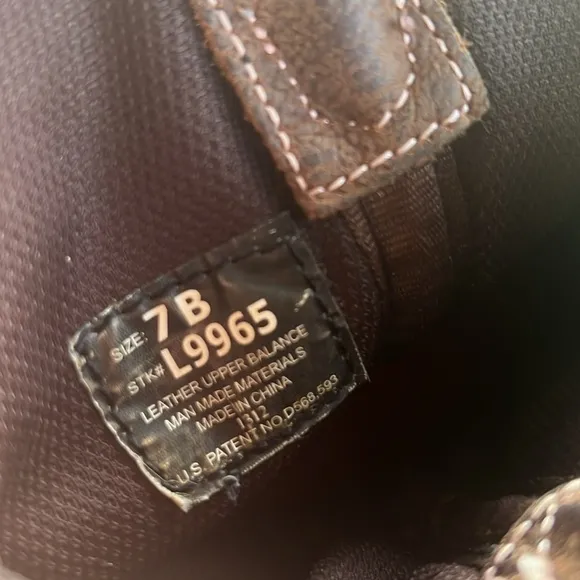 SIZE: 7 B
STK# L9965
LEATHER UPPER BALANCE
MAN MADE MATERIALS
MADE IN CHINA
1312
U.S. PATENT NO.D568,593